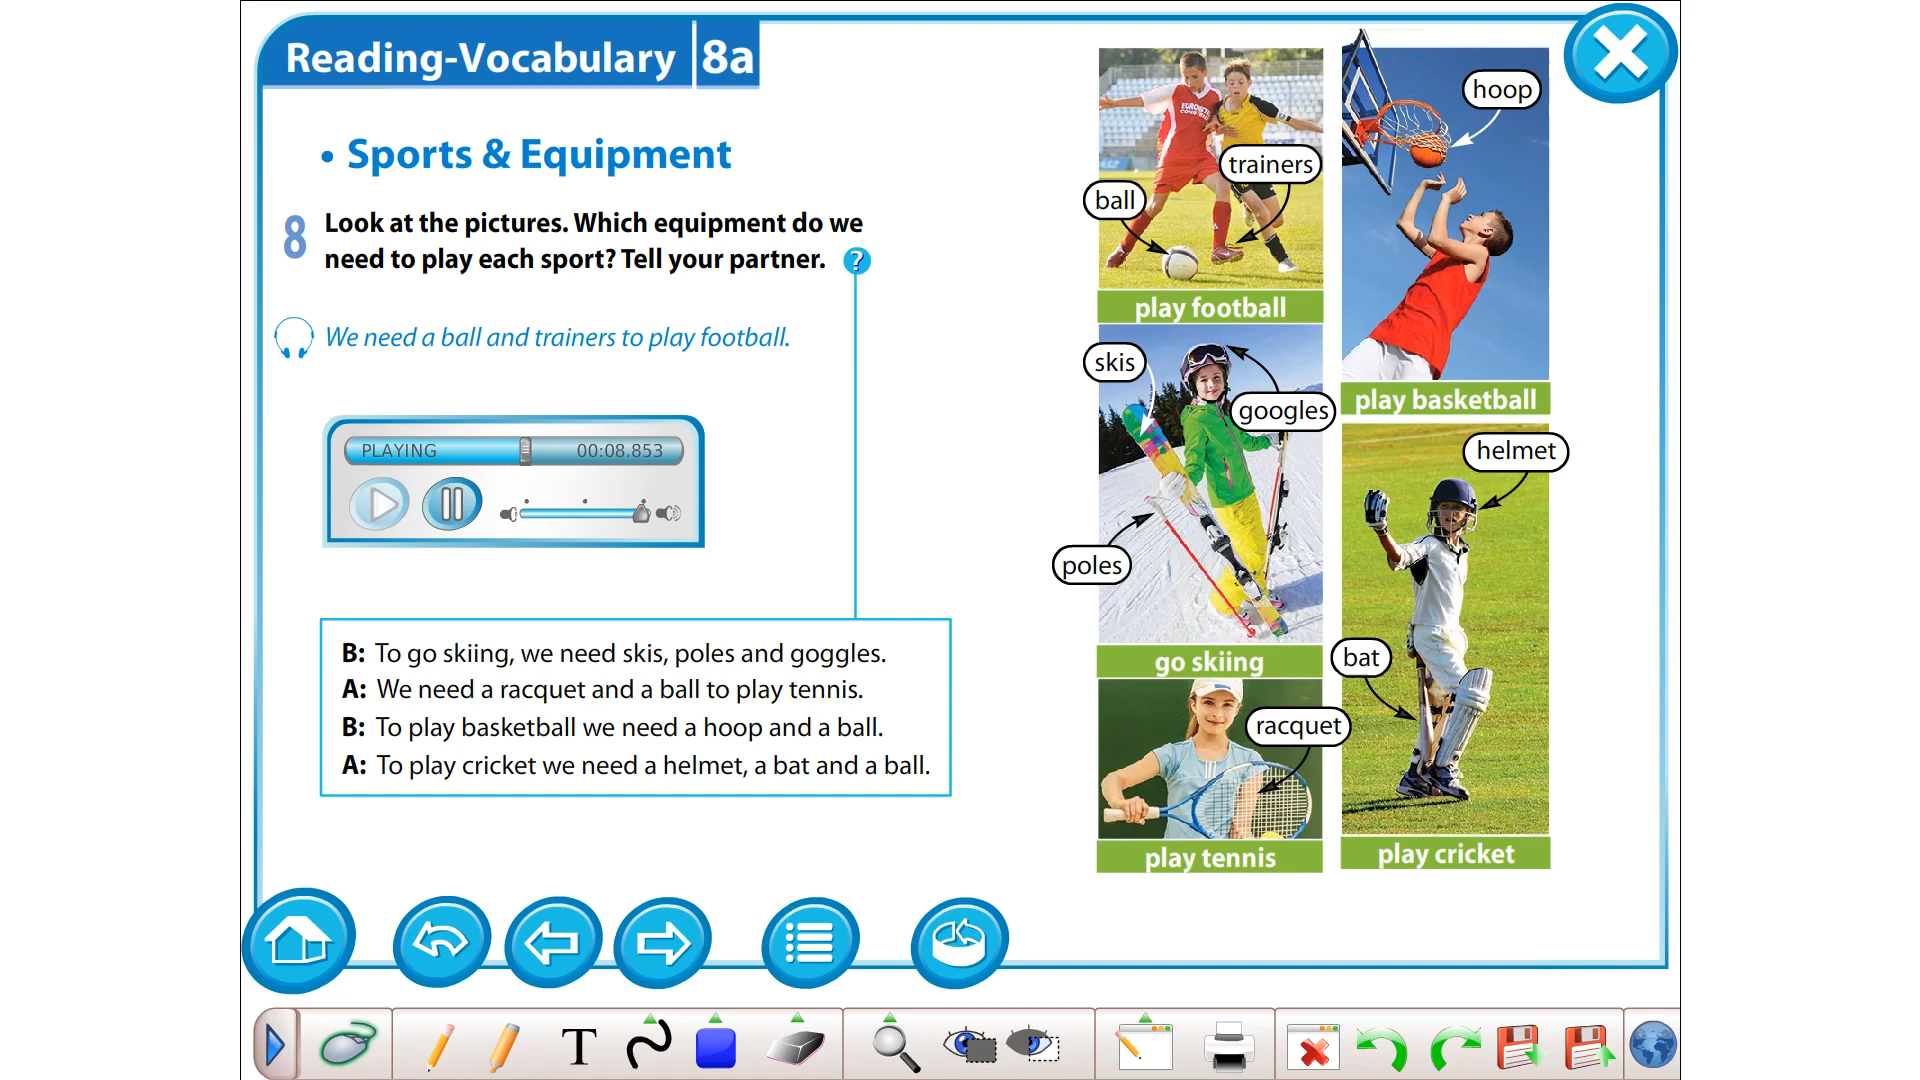 Reading-Vocabulary 8a
• Sports & Equipment
8 Look at the pictures. Which equipment do we
need to play each sport? Tell your partner. ?
We need a ball and trainers to play football.
PLAYING 00:08.853
B: To go skiing, we need skis, poles and goggles.
A: We need a racquet and a ball to play tennis.
B: To play basketball we need a hoop and a ball.
A: To play cricket we need a helmet, a bat and a ball.
trainers
ball
play football
hoop
play basketball
skis
googles
poles
go skiing
helmet
bat
play cricket
racquet
play tennis
T